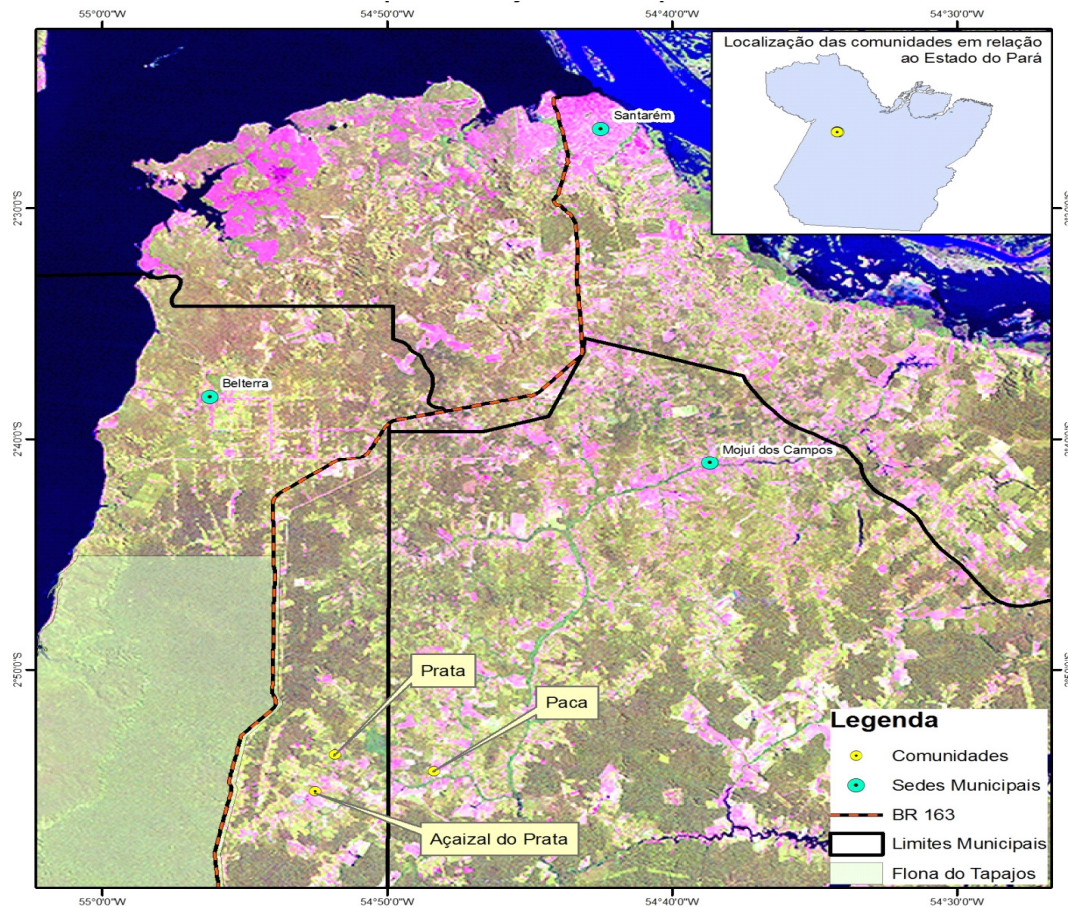 55°0'0"W 54°50'0"W 54°40'0"W 54°30'0"W
Localização das comunidades em relação
ao Estado do Pará
Santarém
2°30'0"S
Belterra
2°40'0"S
Mojuí dos Campos
2°50'0"S
Prata
Paca
Açaizal do Prata
Legenda
Comunidades
Sedes Municipais
BR 163
Limites Municipais
Flona do Tapajos
55°0'0"W 54°50'0"W 54°40'0"W 54°30'0"W